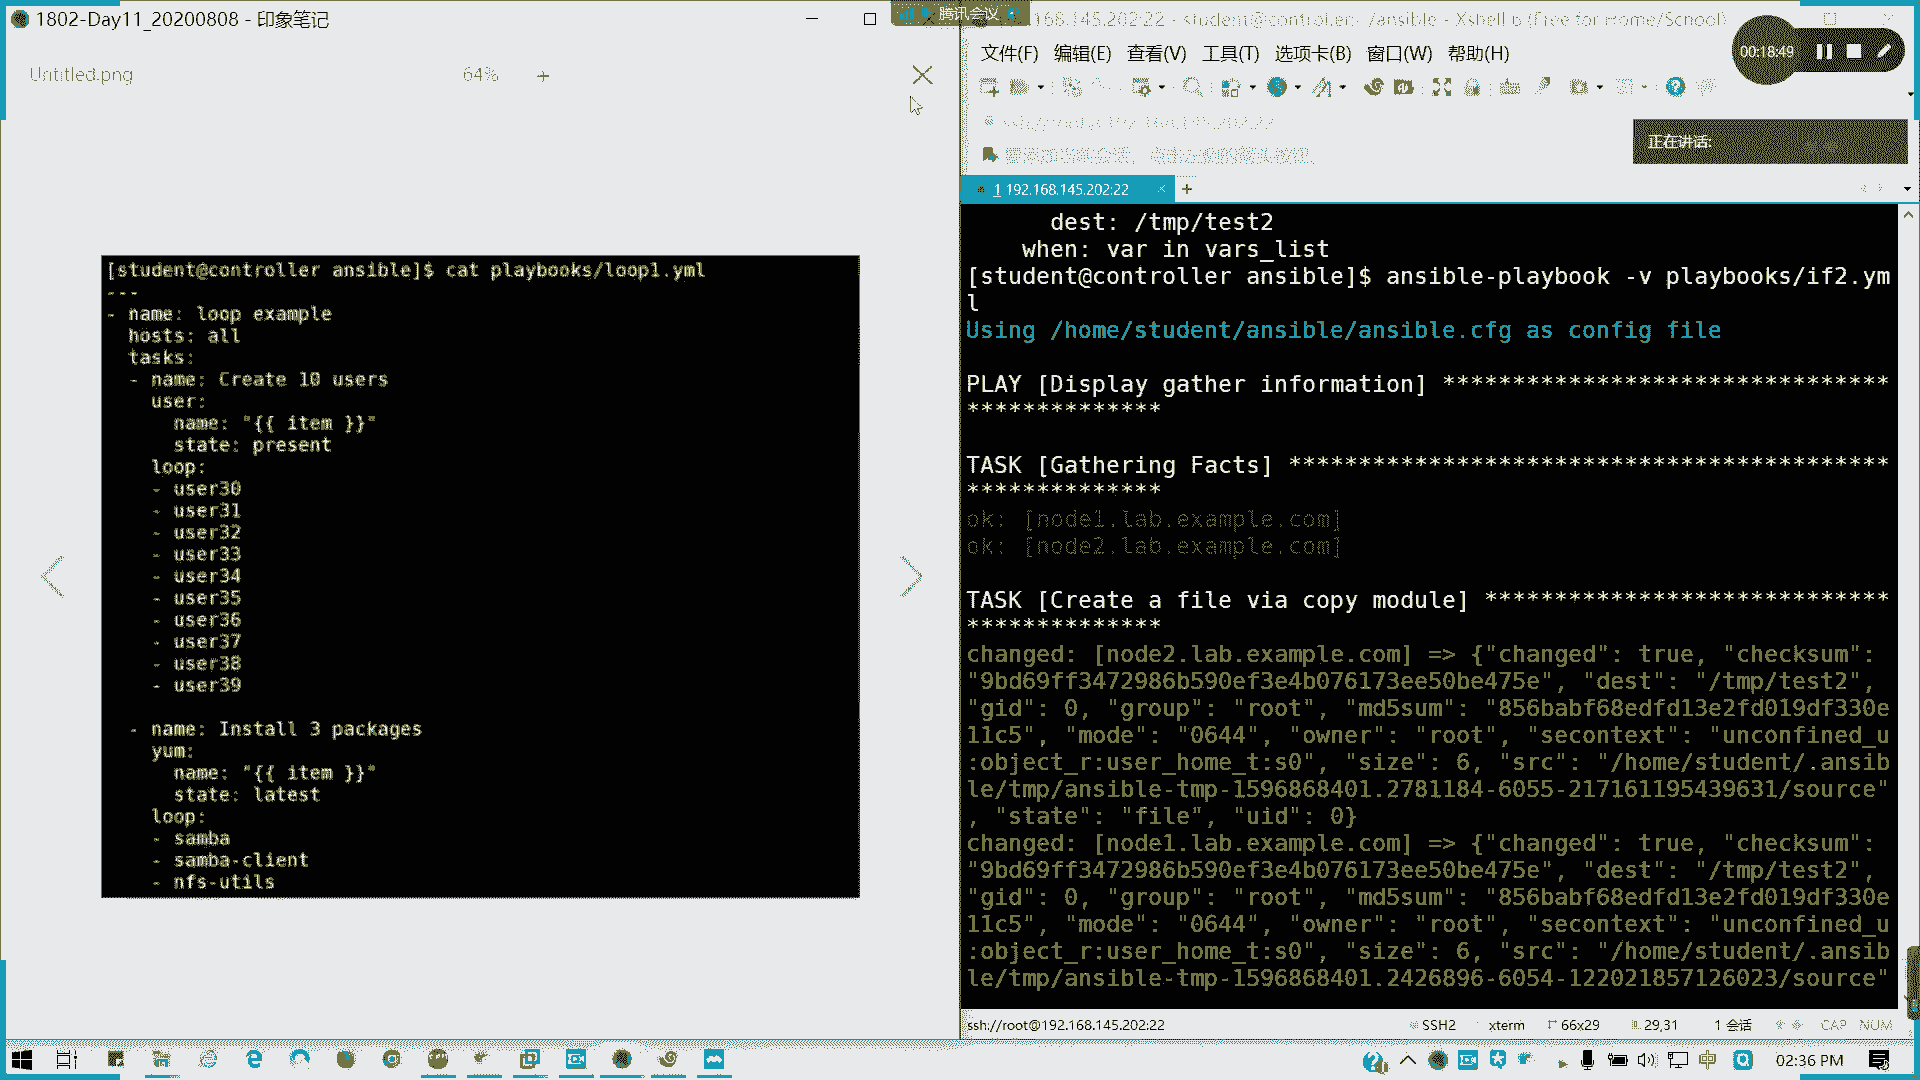 1802-Day11_20200808 - 印象笔记
Untitled.png
64%
[student@controller ansible]$ cat playbooks/loop1.yml
---
- name: loop example
hosts: all
tasks:
- name: Create 10 users
user:
name: "{{ item }}"
state: present
loop:
- user30
- user31
- user32
- user33
- user34
- user35
- user36
- user37
- user38
- user39
- name: Install 3 packages
yum:
name: "{{ item }}"
state: latest
loop:
- samba
- samba-client
- nfs-utils
腾讯会议
168.145.202:22 - student@controller:~/ansible - Xshell 6 (Free for Home/School)
文件(F) 编辑(E) 查看(V) 工具(T) 选项卡(B) 窗口(W) 帮助(H)
00:18:49
正在讲话:
1 192.168.145.202:22
dest: /tmp/test2
when: var in vars_list
[student@controller ansible]$ ansible-playbook -v playbooks/if2.ym
l
Using /home/student/ansible/ansible.cfg as config file
PLAY [Display gather information] ********************************
**************
TASK [Gathering Facts] *******************************************
**************
ok: [node1.lab.example.com]
ok: [node2.lab.example.com]
TASK [Create a file via copy module] *****************************
**************
changed: [node2.lab.example.com] => {"changed": true, "checksum":
"9bd69ff3472986b590ef3e4b076173ee50be475e", "dest": "/tmp/test2",
"gid": 0, "group": "root", "md5sum": "856babf68edfd13e2fd019df330e
11c5", "mode": "0644", "owner": "root", "secontext": "unconfined_u
:object_r:user_home_t:s0", "size": 6, "src": "/home/student/.ansib
le/tmp/ansible-tmp-1596868401.2781184-6055-217161195439631/source"
, "state": "file", "uid": 0}
changed: [node1.lab.example.com] => {"changed": true, "checksum":
"9bd69ff3472986b590ef3e4b076173ee50be475e", "dest": "/tmp/test2",
"gid": 0, "group": "root", "md5sum": "856babf68edfd13e2fd019df330e
11c5", "mode": "0644", "owner": "root", "secontext": "unconfined_u
:object_r:user_home_t:s0", "size": 6, "src": "/home/student/.ansib
le/tmp/ansible-tmp-1596868401.2426896-6054-122021857126023/source"
ssh://root@192.168.145.202:22
SSH2 xterm 66x29 29,31 1 会话 CAP NUM
中
02:36 PM